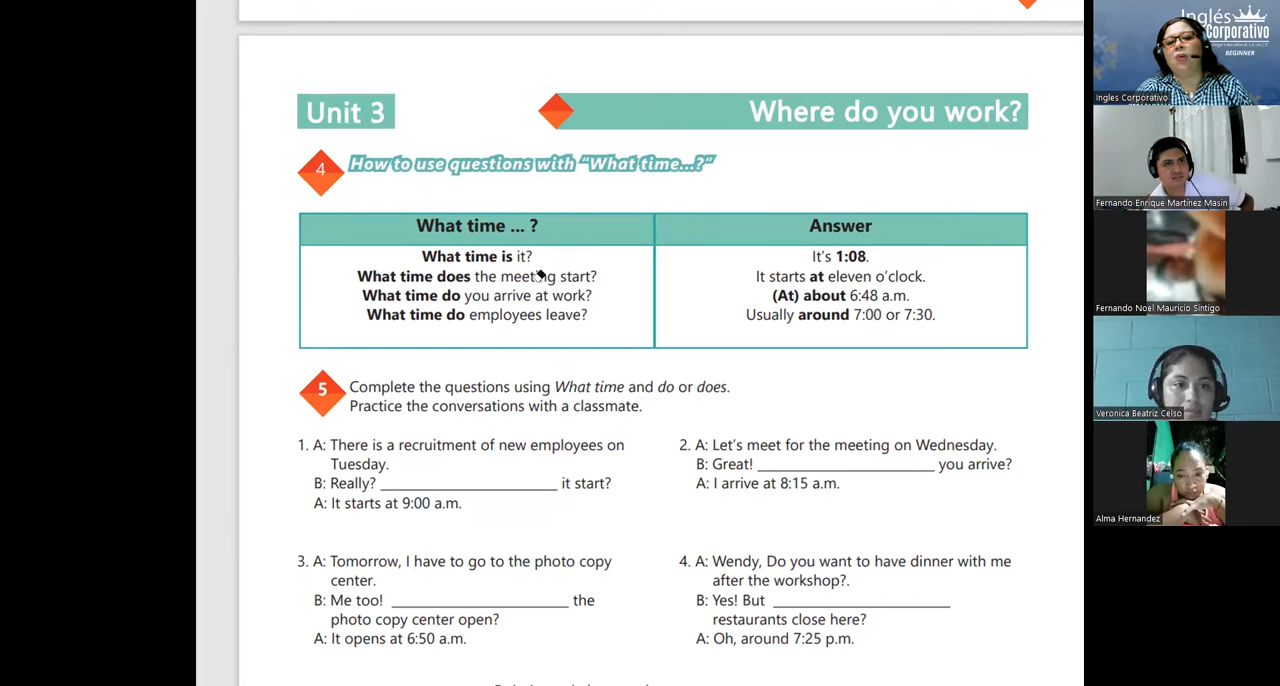 Unit 3
Where do you work?
4
How to use questions with “What time...?”
What time ... ?
Answer
What time is it?
It’s 1:08.
What time does the meeting start?
It starts at eleven o’clock.
What time do you arrive at work?
(At) about 6:48 a.m.
What time do employees leave?
Usually around 7:00 or 7:30.
5
Complete the questions using What time and do or does.
Practice the conversations with a classmate.
1. A: There is a recruitment of new employees on
Tuesday.
B: Really? ______________________ it start?
A: It starts at 9:00 a.m.
2. A: Let’s meet for the meeting on Wednesday.
B: Great! ______________________ you arrive?
A: I arrive at 8:15 a.m.
3. A: Tomorrow, I have to go to the photo copy
center.
B: Me too! ______________________ the
photo copy center open?
A: It opens at 6:50 a.m.
4. A: Wendy, Do you want to have dinner with me
after the workshop?.
B: Yes! But ______________________
restaurants close here?
A: Oh, around 7:25 p.m.
Inglés
Corporativo
BEGINNER
Ingles Corporativo
Fernando Enrique Martinez Masin
Fernando Noel Mauricio Sintigo
Veronica Beatriz Celso
Alma Hernandez